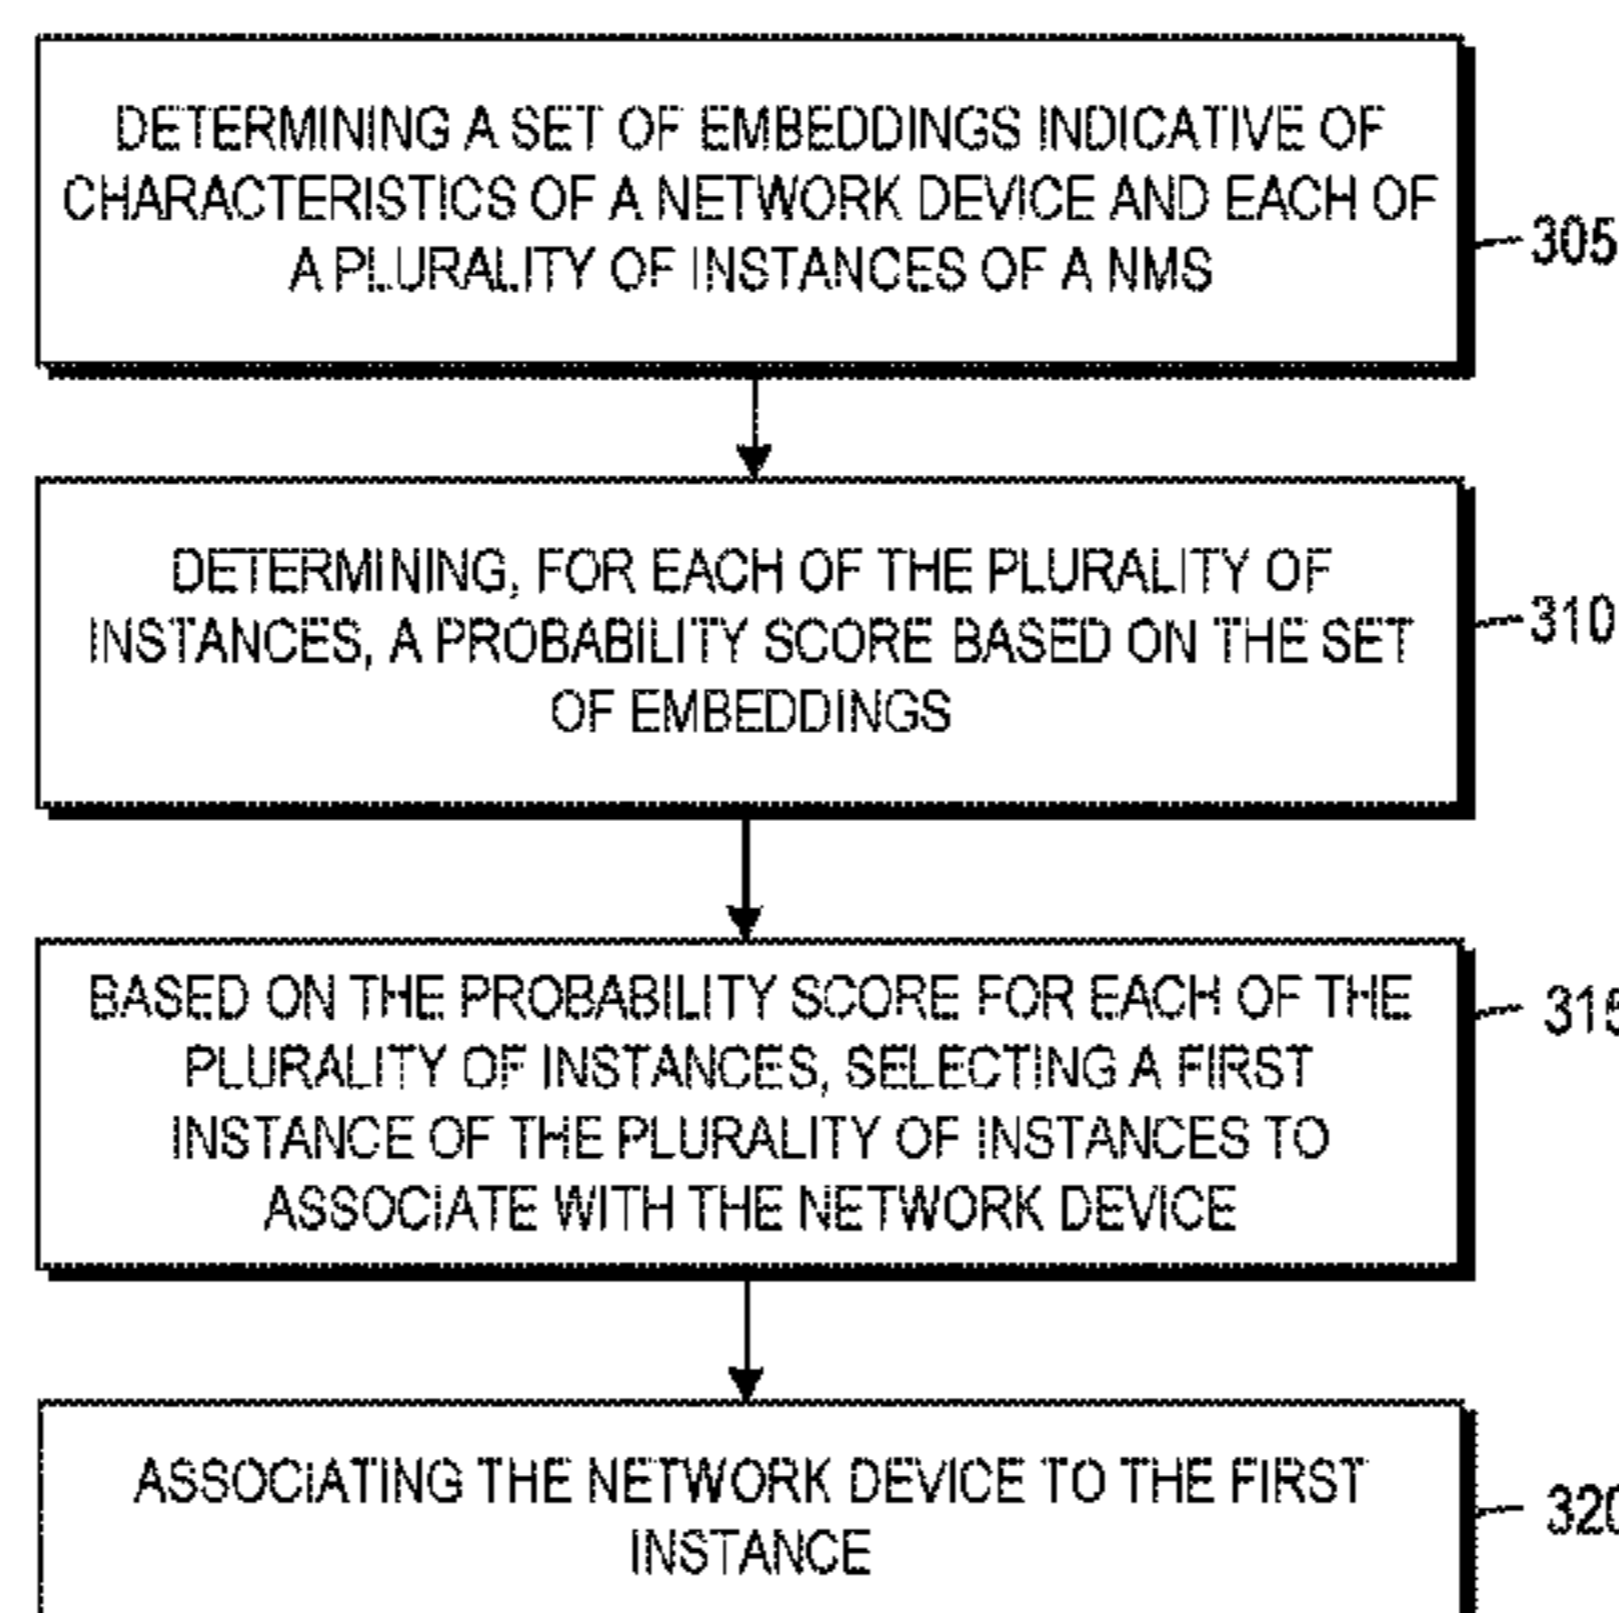 DETERMINING A SET OF EMBEDDINGS INDICATIVE OF
CHARACTERISTICS OF A NETWORK DEVICE AND EACH OF
A PLURALITY OF INSTANCES OF A NMS
305
DETERMINING, FOR EACH OF THE PLURALITY OF
INSTANCES, A PROBABILITY SCORE BASED ON THE SET
OF EMBEDDINGS
310
BASED ON THE PROBABILITY SCORE FOR EACH OF THE
PLURALITY OF INSTANCES, SELECTING A FIRST
INSTANCE OF THE PLURALITY OF INSTANCES TO
ASSOCIATE WITH THE NETWORK DEVICE
315
ASSOCIATING THE NETWORK DEVICE TO THE FIRST
INSTANCE
320